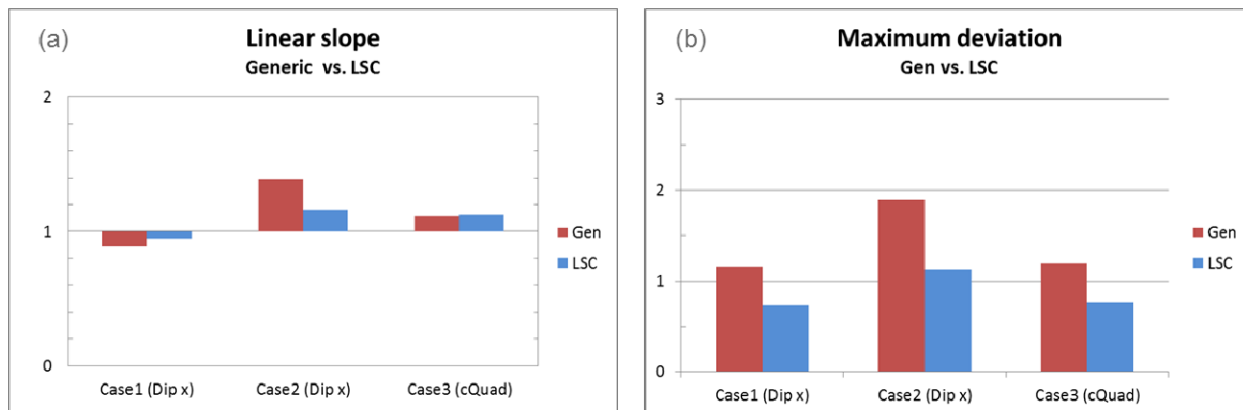 (a)
Linear slope
Generic vs. LSC
2
1
0
Case1 (Dip x)
Case2 (Dip x)
Case3 (cQuad)
Gen
LSC
(b)
Maximum deviation
Gen vs. LSC
3
2
1
0
Case1 (Dip x)
Case2 (Dip x)
Case3 (cQuad)
Gen
LSC